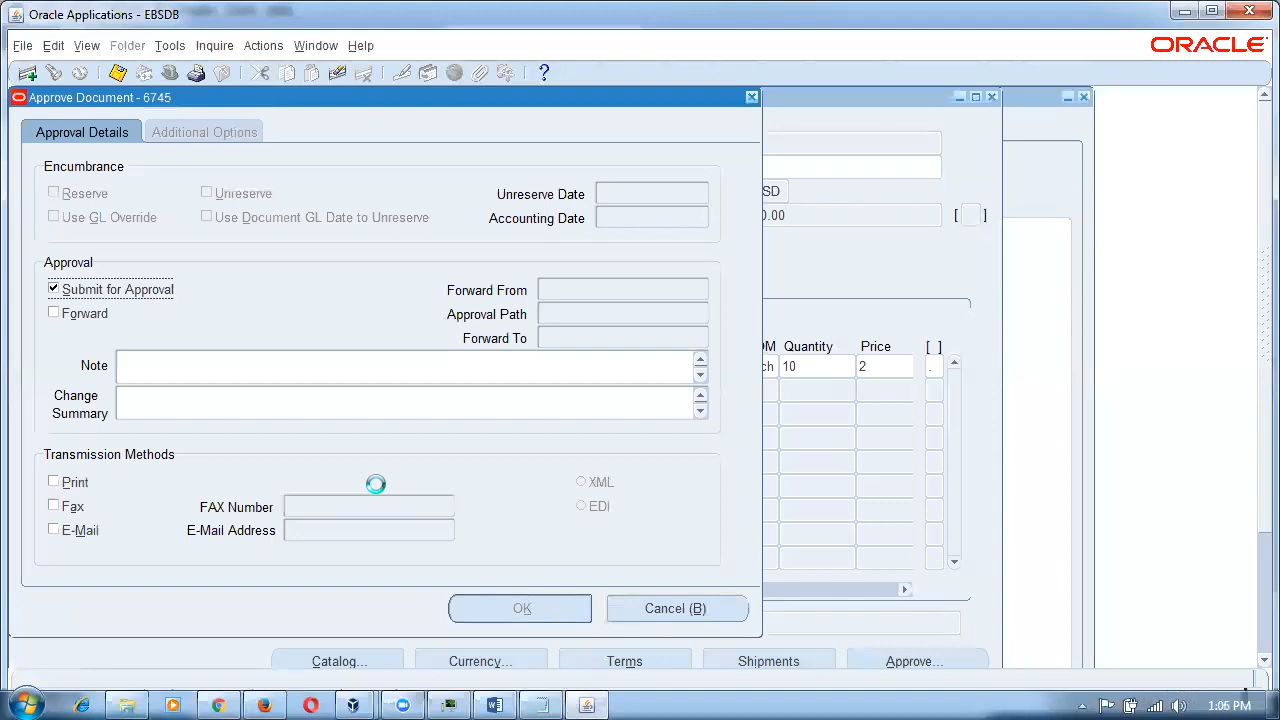 Oracle Applications - EBSDB
File Edit View Folder Tools Inquire Actions Window Help
ORACLE
?
Approve Document - 6745
Approval Details Additional Options
Encumbrance
Reserve Unreserve Unreserve Date
Use GL Override Use Document GL Date to Unreserve Accounting Date
SD
0.00 [ ]
Approval
Submit for Approval Forward From
Forward Approval Path
Forward To
Note
Change
Summary
OM Quantity Price [ ]
ch 10 2 .
Transmission Methods
Print XML
Fax FAX Number EDI
E-Mail E-Mail Address
OK Cancel (B)
Catalog... Currency... Terms Shipments Approve...
1:05 PM